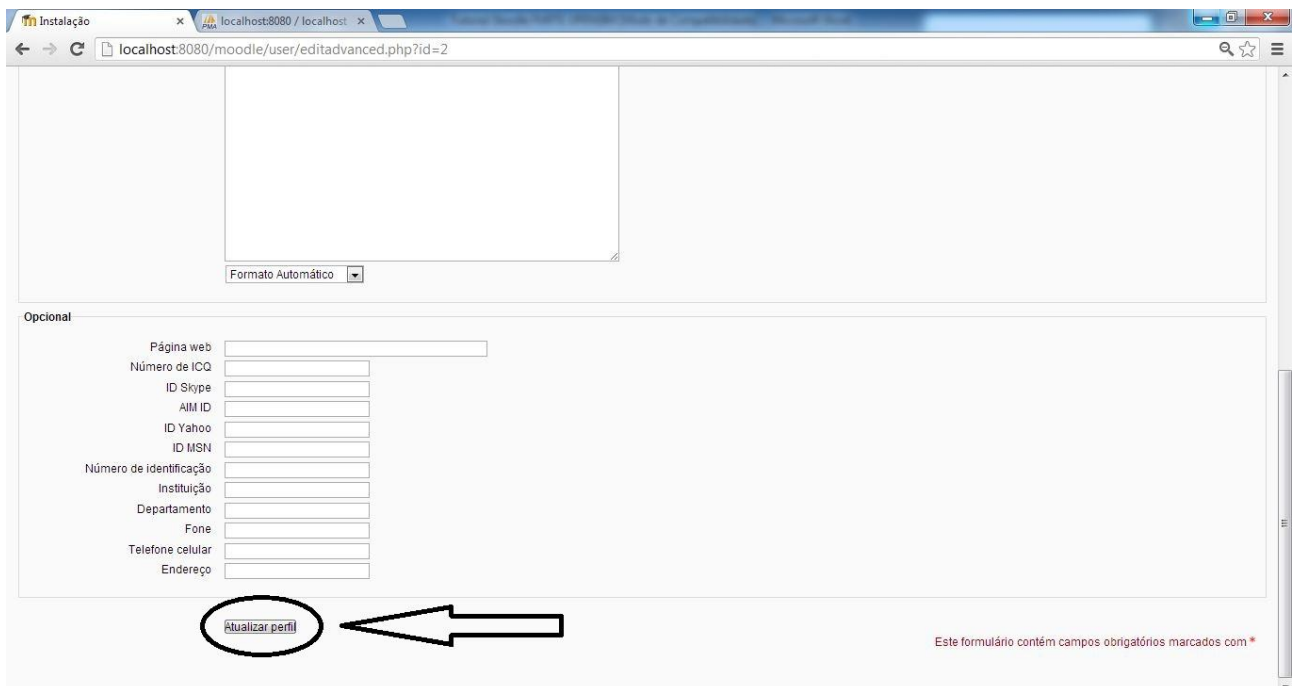 Instalação
localhost:8080 / localhost
localhost:8080/moodle/user/editadvanced.php?id=2
Formato Automático
Opcional
Página web
Número de ICQ
ID Skype
AIM ID
ID Yahoo
ID MSN
Número de identificação
Instituição
Departamento
Fone
Telefone celular
Endereço
Atualizar perfil
Este formulário contém campos obrigatórios marcados com *